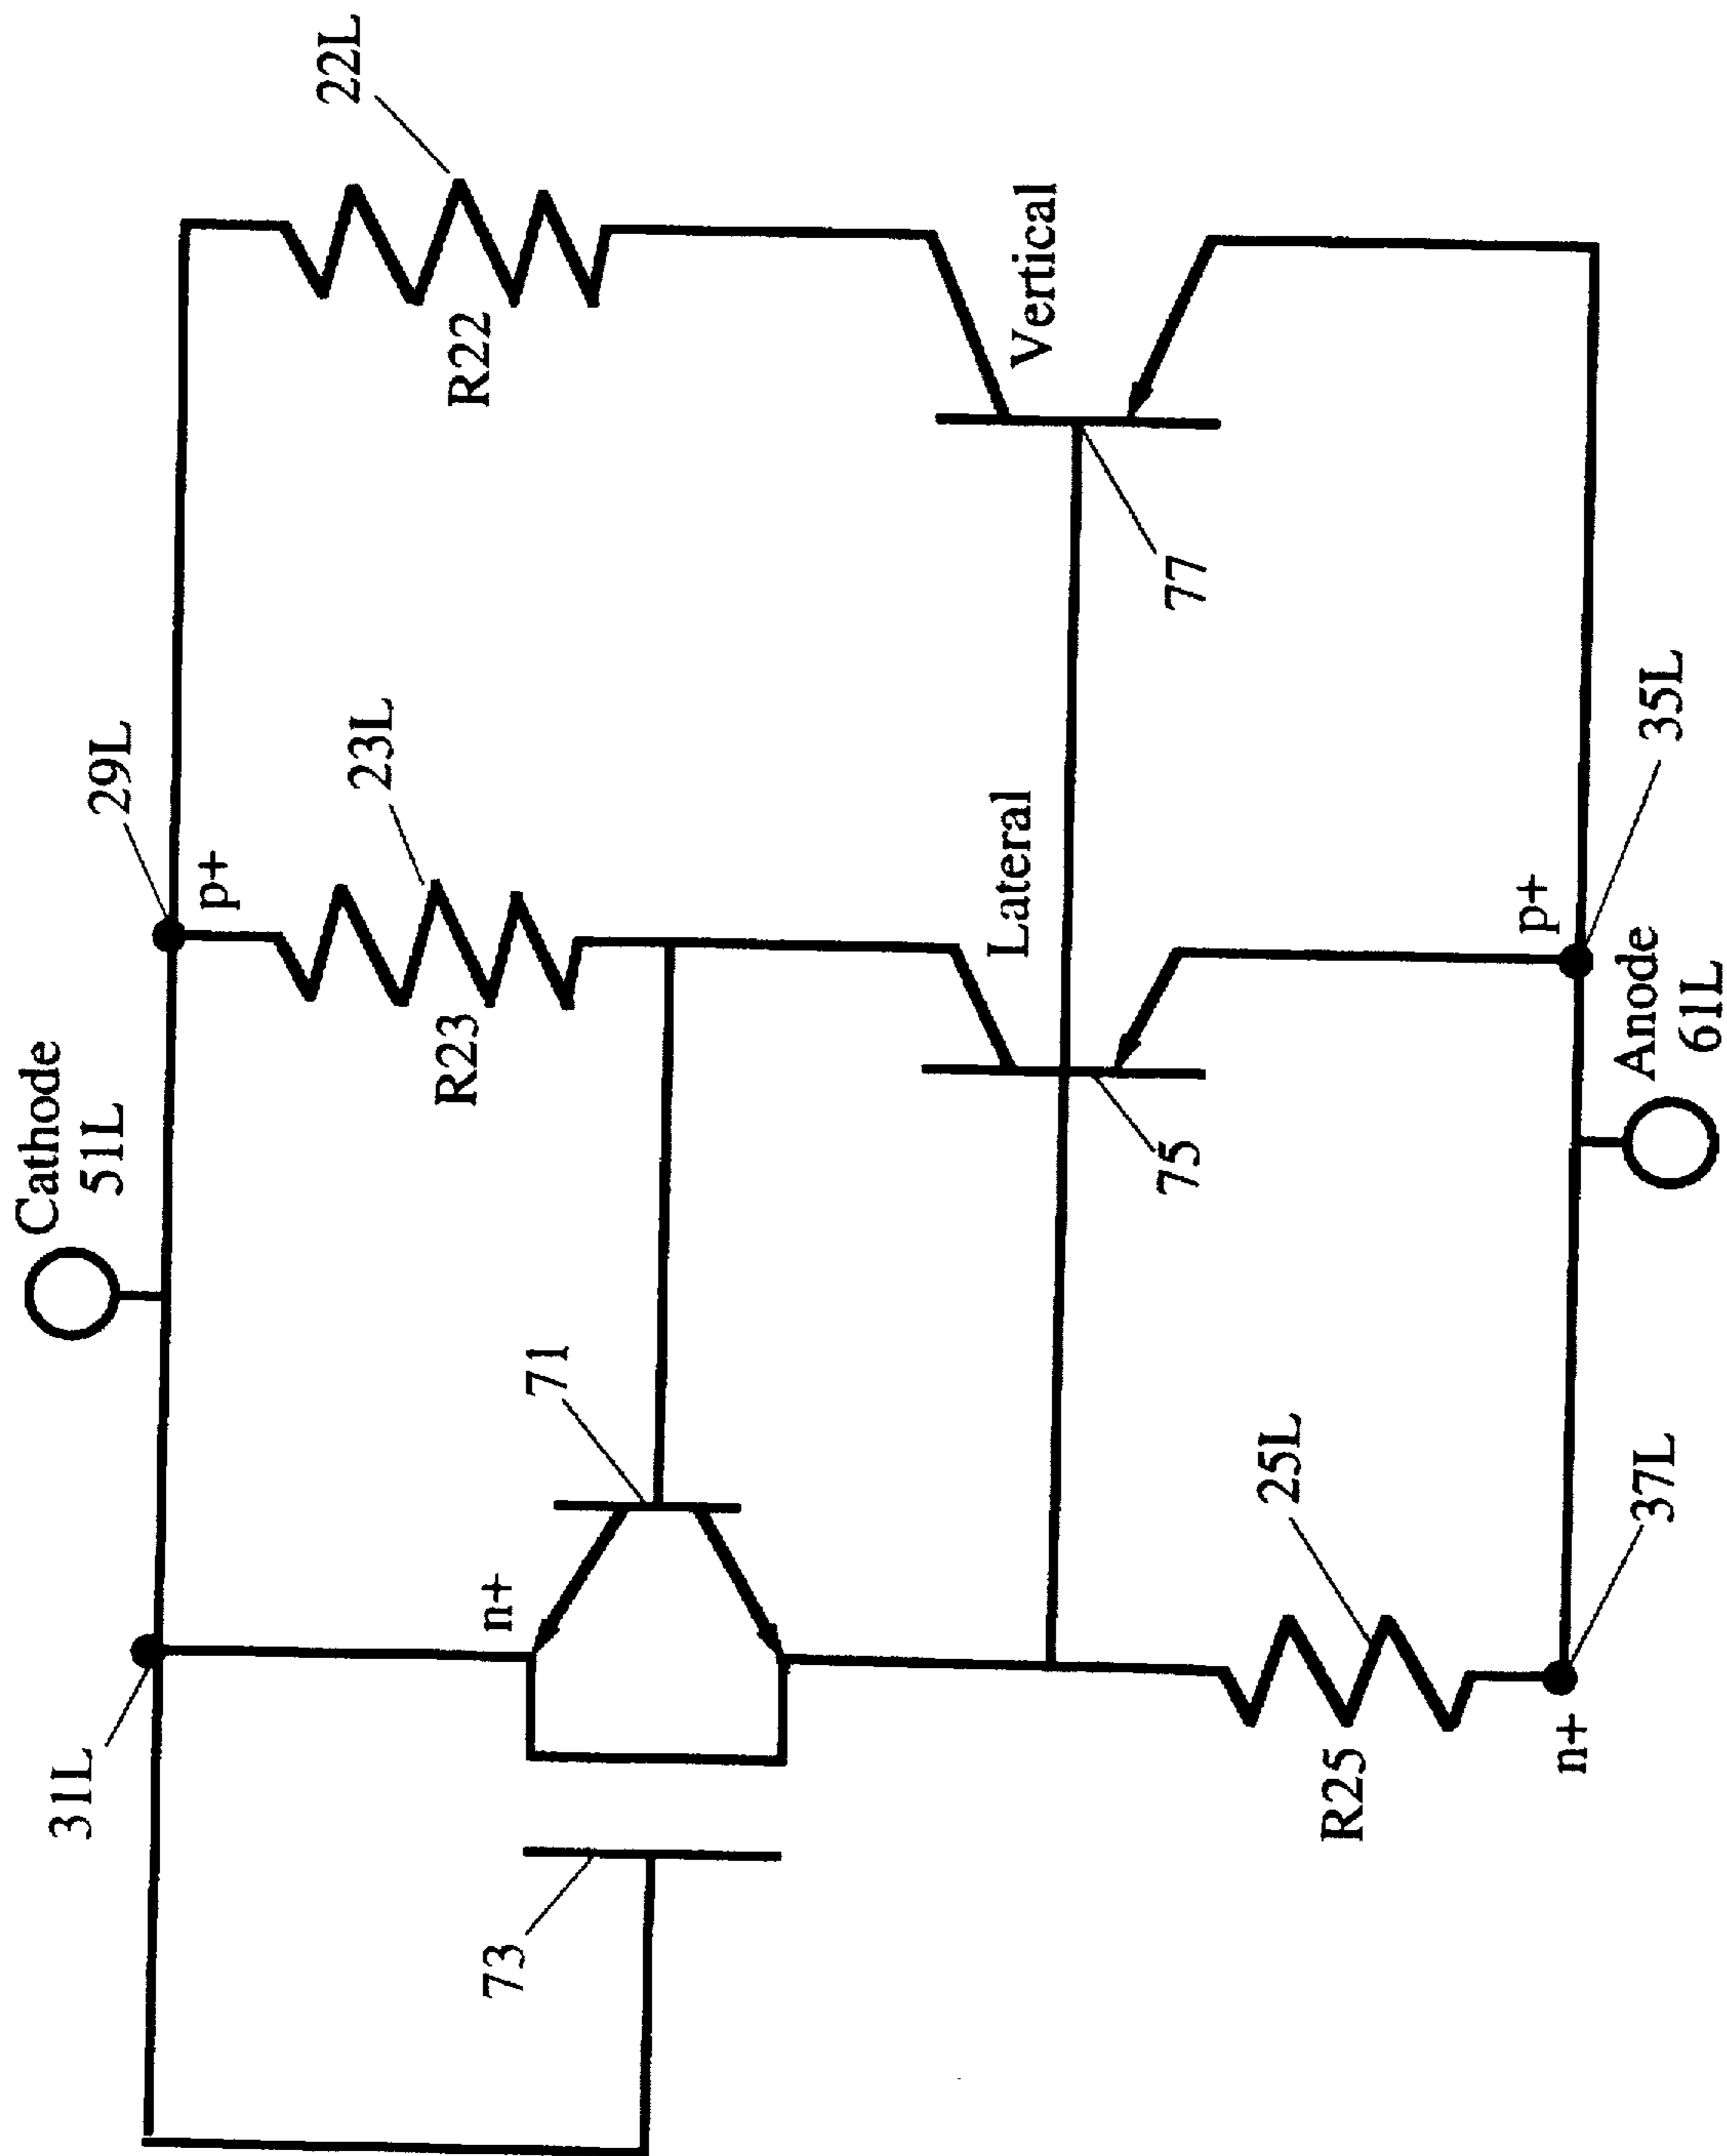 Cathode
51L
31L
29L
p+
22L
23L
R23
R22
73
n+
71
Lateral
Vertical
75
77
25L
R25
p+
n+
37L
Anode
61L
35L